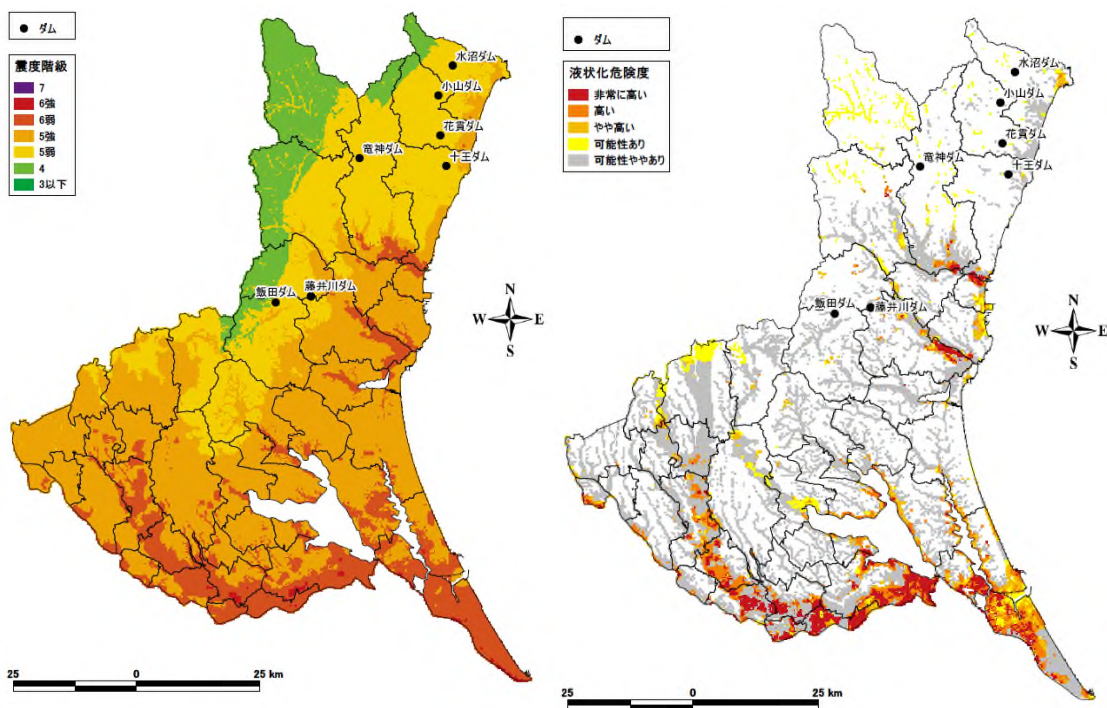 ダム
震度階級
7
6強
6弱
5強
5弱
4
3以下
水沼ダム
小山ダム
花貫ダム
竜神ダム
十王ダム
飯田ダム
藤井川ダム
N
W
E
S
25
0
25 km
ダム
液状化危険度
非常に高い
高い
やや高い
可能性あり
可能性ややあり
水沼ダム
小山ダム
花貫ダム
竜神ダム
十王ダム
飯田ダム
藤井川ダム
N
W
E
S
25
0
25 km